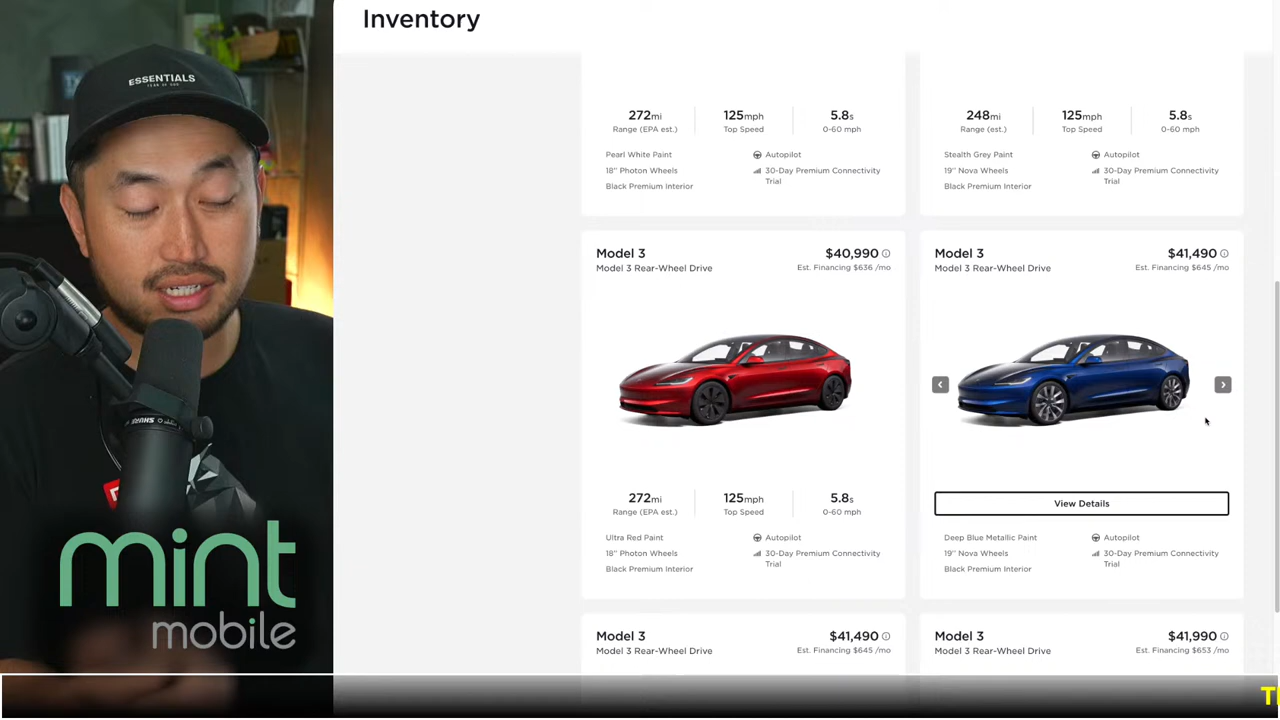 Inventory
ESSENTIALS
FEAR OF GOD
272mi
Range (EPA est.)
125mph
Top Speed
5.8s
0-60 mph
Pearl White Paint
18" Photon Wheels
Black Premium Interior
Autopilot
30-Day Premium Connectivity
Trial
248mi
Range (est.)
125mph
Top Speed
5.8s
0-60 mph
Stealth Grey Paint
19" Nova Wheels
Black Premium Interior
Autopilot
30-Day Premium Connectivity
Trial
Model 3
$40,990
Model 3 Rear-Wheel Drive
Est. Financing $636 /mo
272mi
Range (EPA est.)
125mph
Top Speed
5.8s
0-60 mph
Ultra Red Paint
18" Photon Wheels
Black Premium Interior
Autopilot
30-Day Premium Connectivity
Trial
Model 3
$41,490
Model 3 Rear-Wheel Drive
Est. Financing $645 /mo
View Details
Deep Blue Metallic Paint
19" Nova Wheels
Black Premium Interior
Autopilot
30-Day Premium Connectivity
Trial
Model 3
$41,490
Model 3 Rear-Wheel Drive
Est. Financing $645 /mo
Model 3
$41,990
Model 3 Rear-Wheel Drive
Est. Financing $653 /mo
SHURE
mint
mobile